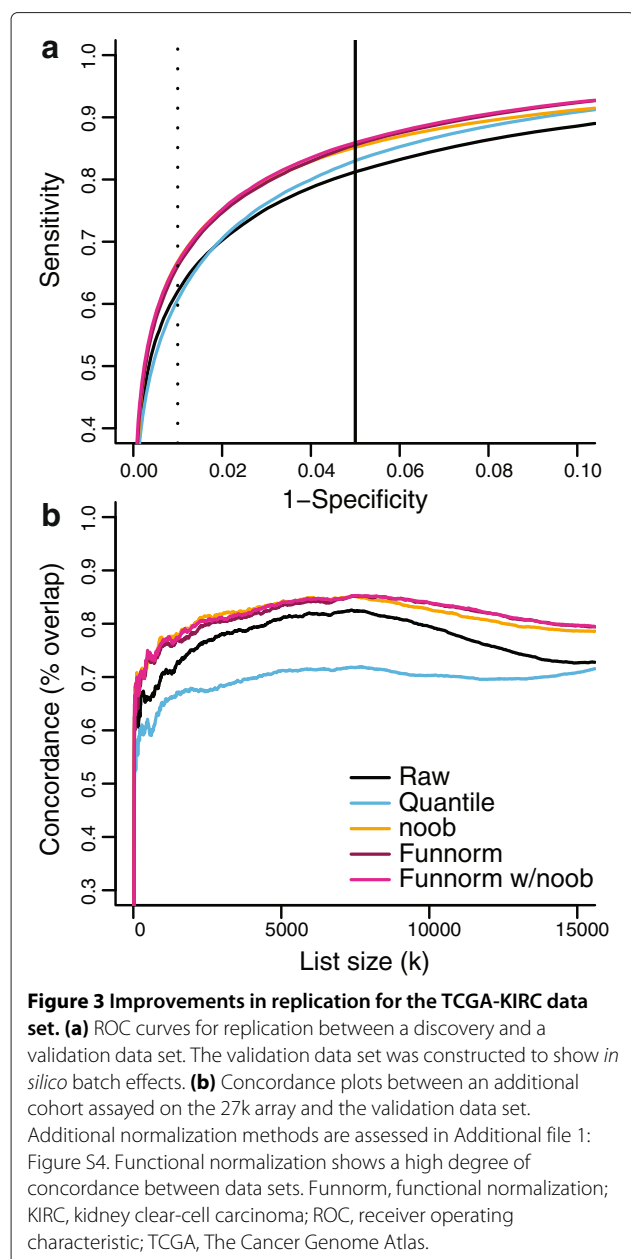 a
1.0
0.9
0.8
0.7
0.6
0.5
0.4
Sensitivity
0.00 0.02 0.04 0.06 0.08 0.10
1−Specificity
b
1.0
0.9
0.8
0.7
0.6
0.5
0.4
0.3
Concordance (% overlap)
Raw
Quantile
noob
Funnorm
Funnorm w/noob
0 5000 10000 15000
List size (k)
Figure 3 Improvements in replication for the TCGA-KIRC data
set. (a) ROC curves for replication between a discovery and a
validation data set. The validation data set was constructed to show in
silico batch effects. (b) Concordance plots between an additional
cohort assayed on the 27k array and the validation data set.
Additional normalization methods are assessed in Additional file 1:
Figure S4. Functional normalization shows a high degree of
concordance between data sets. Funnorm, functional normalization;
KIRC, kidney clear-cell carcinoma; ROC, receiver operating
characteristic; TCGA, The Cancer Genome Atlas.